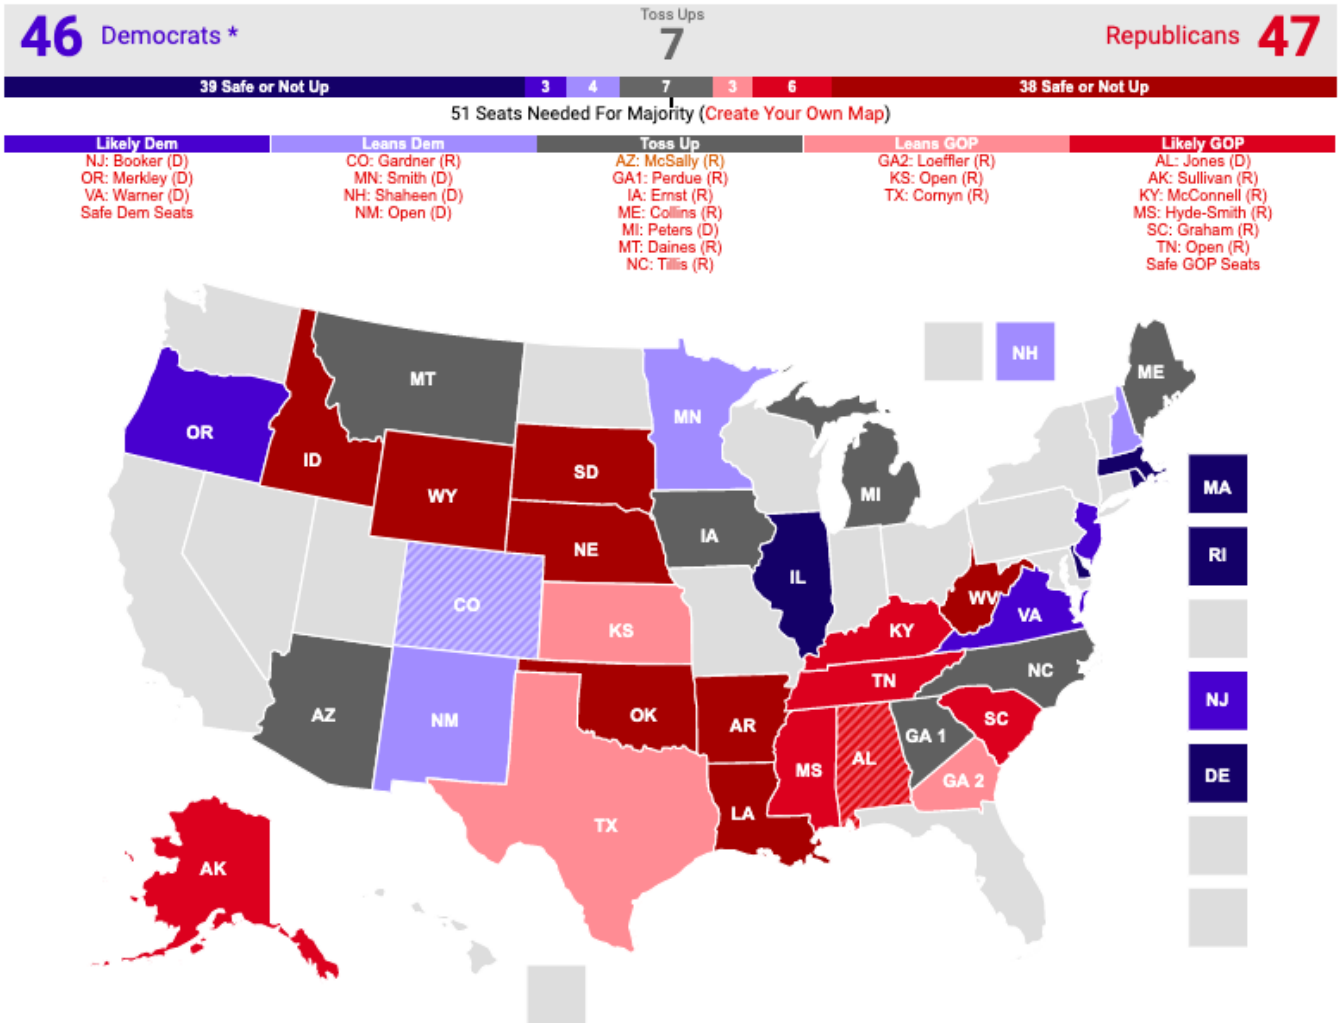 46 Democrats *
Toss Ups
7
Republicans 47
39 Safe or Not Up
3
4
7
3
6
38 Safe or Not Up
51 Seats Needed For Majority (Create Your Own Map)
Likely Dem
NJ: Booker (D)
OR: Merkley (D)
VA: Warner (D)
Safe Dem Seats
Leans Dem
CO: Gardner (R)
MN: Smith (D)
NH: Shaheen (D)
NM: Open (D)
Toss Up
AZ: McSally (R)
GA1: Perdue (R)
IA: Ernst (R)
ME: Collins (R)
MI: Peters (D)
MT: Daines (R)
NC: Tillis (R)
Leans GOP
GA2: Loeffler (R)
KS: Open (R)
TX: Cornyn (R)
Likely GOP
AL: Jones (D)
AK: Sullivan (R)
KY: McConnell (R)
MS: Hyde-Smith (R)
SC: Graham (R)
TN: Open (R)
Safe GOP Seats
NH
ME
MT
MN
OR
ID
SD
WY
MI
MA
IA
NE
RI
IL
WV
CO
VA
KS
KY
NC
TN
NJ
AZ
NM
OK
AR
SC
GA 1
AL
MS
GA 2
DE
LA
TX
AK